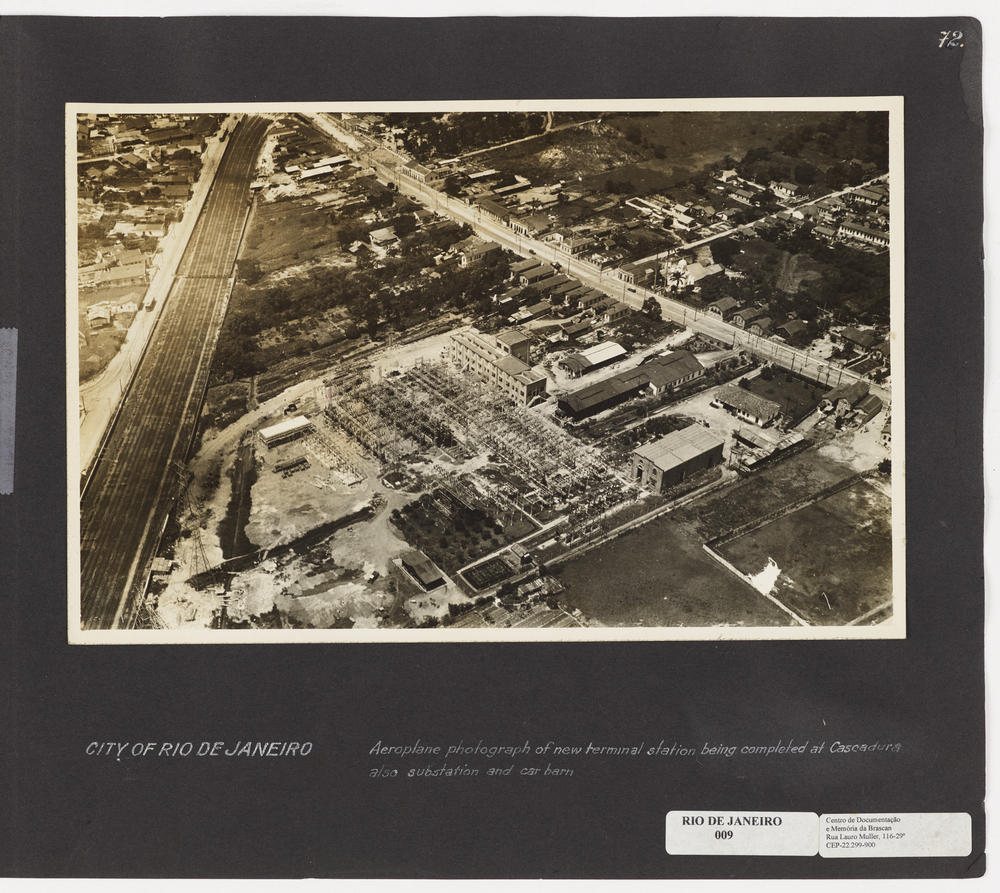 72.
CITY OF RIO DE JANEIRO
Aeroplane photograph of new terminal station being completed at Cascadura
also substation and car barn
RIO DE JANEIRO
009
Centro de Documentação
e Memória da Brascan
Rua Lauro Muller, 116-29º
CEP-22.299-900